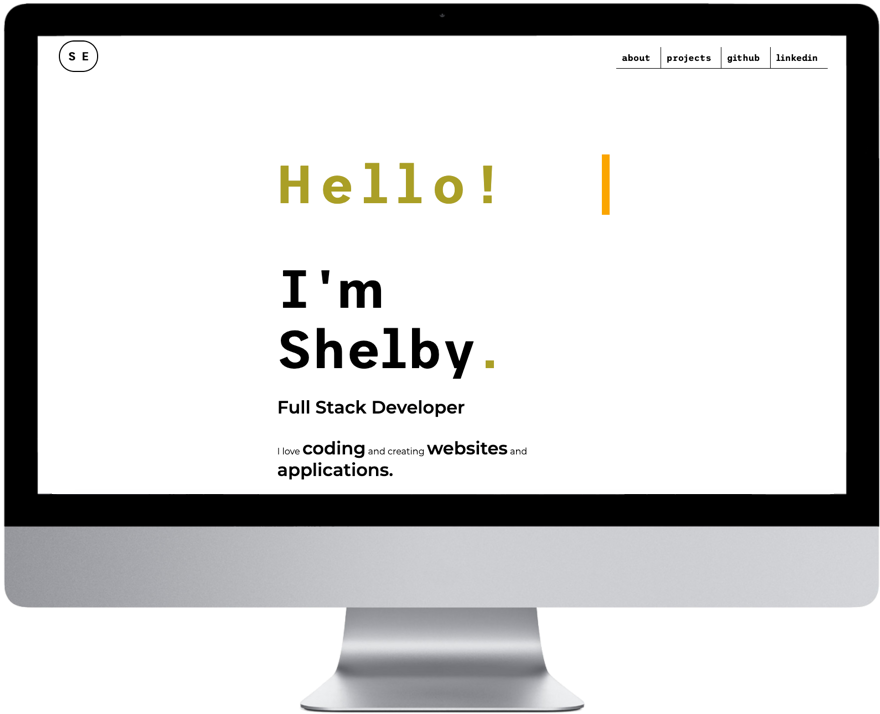 S E
about projects github linkedin
Hello!
I'm
Shelby.
Full Stack Developer
I love coding and creating websites and
applications.